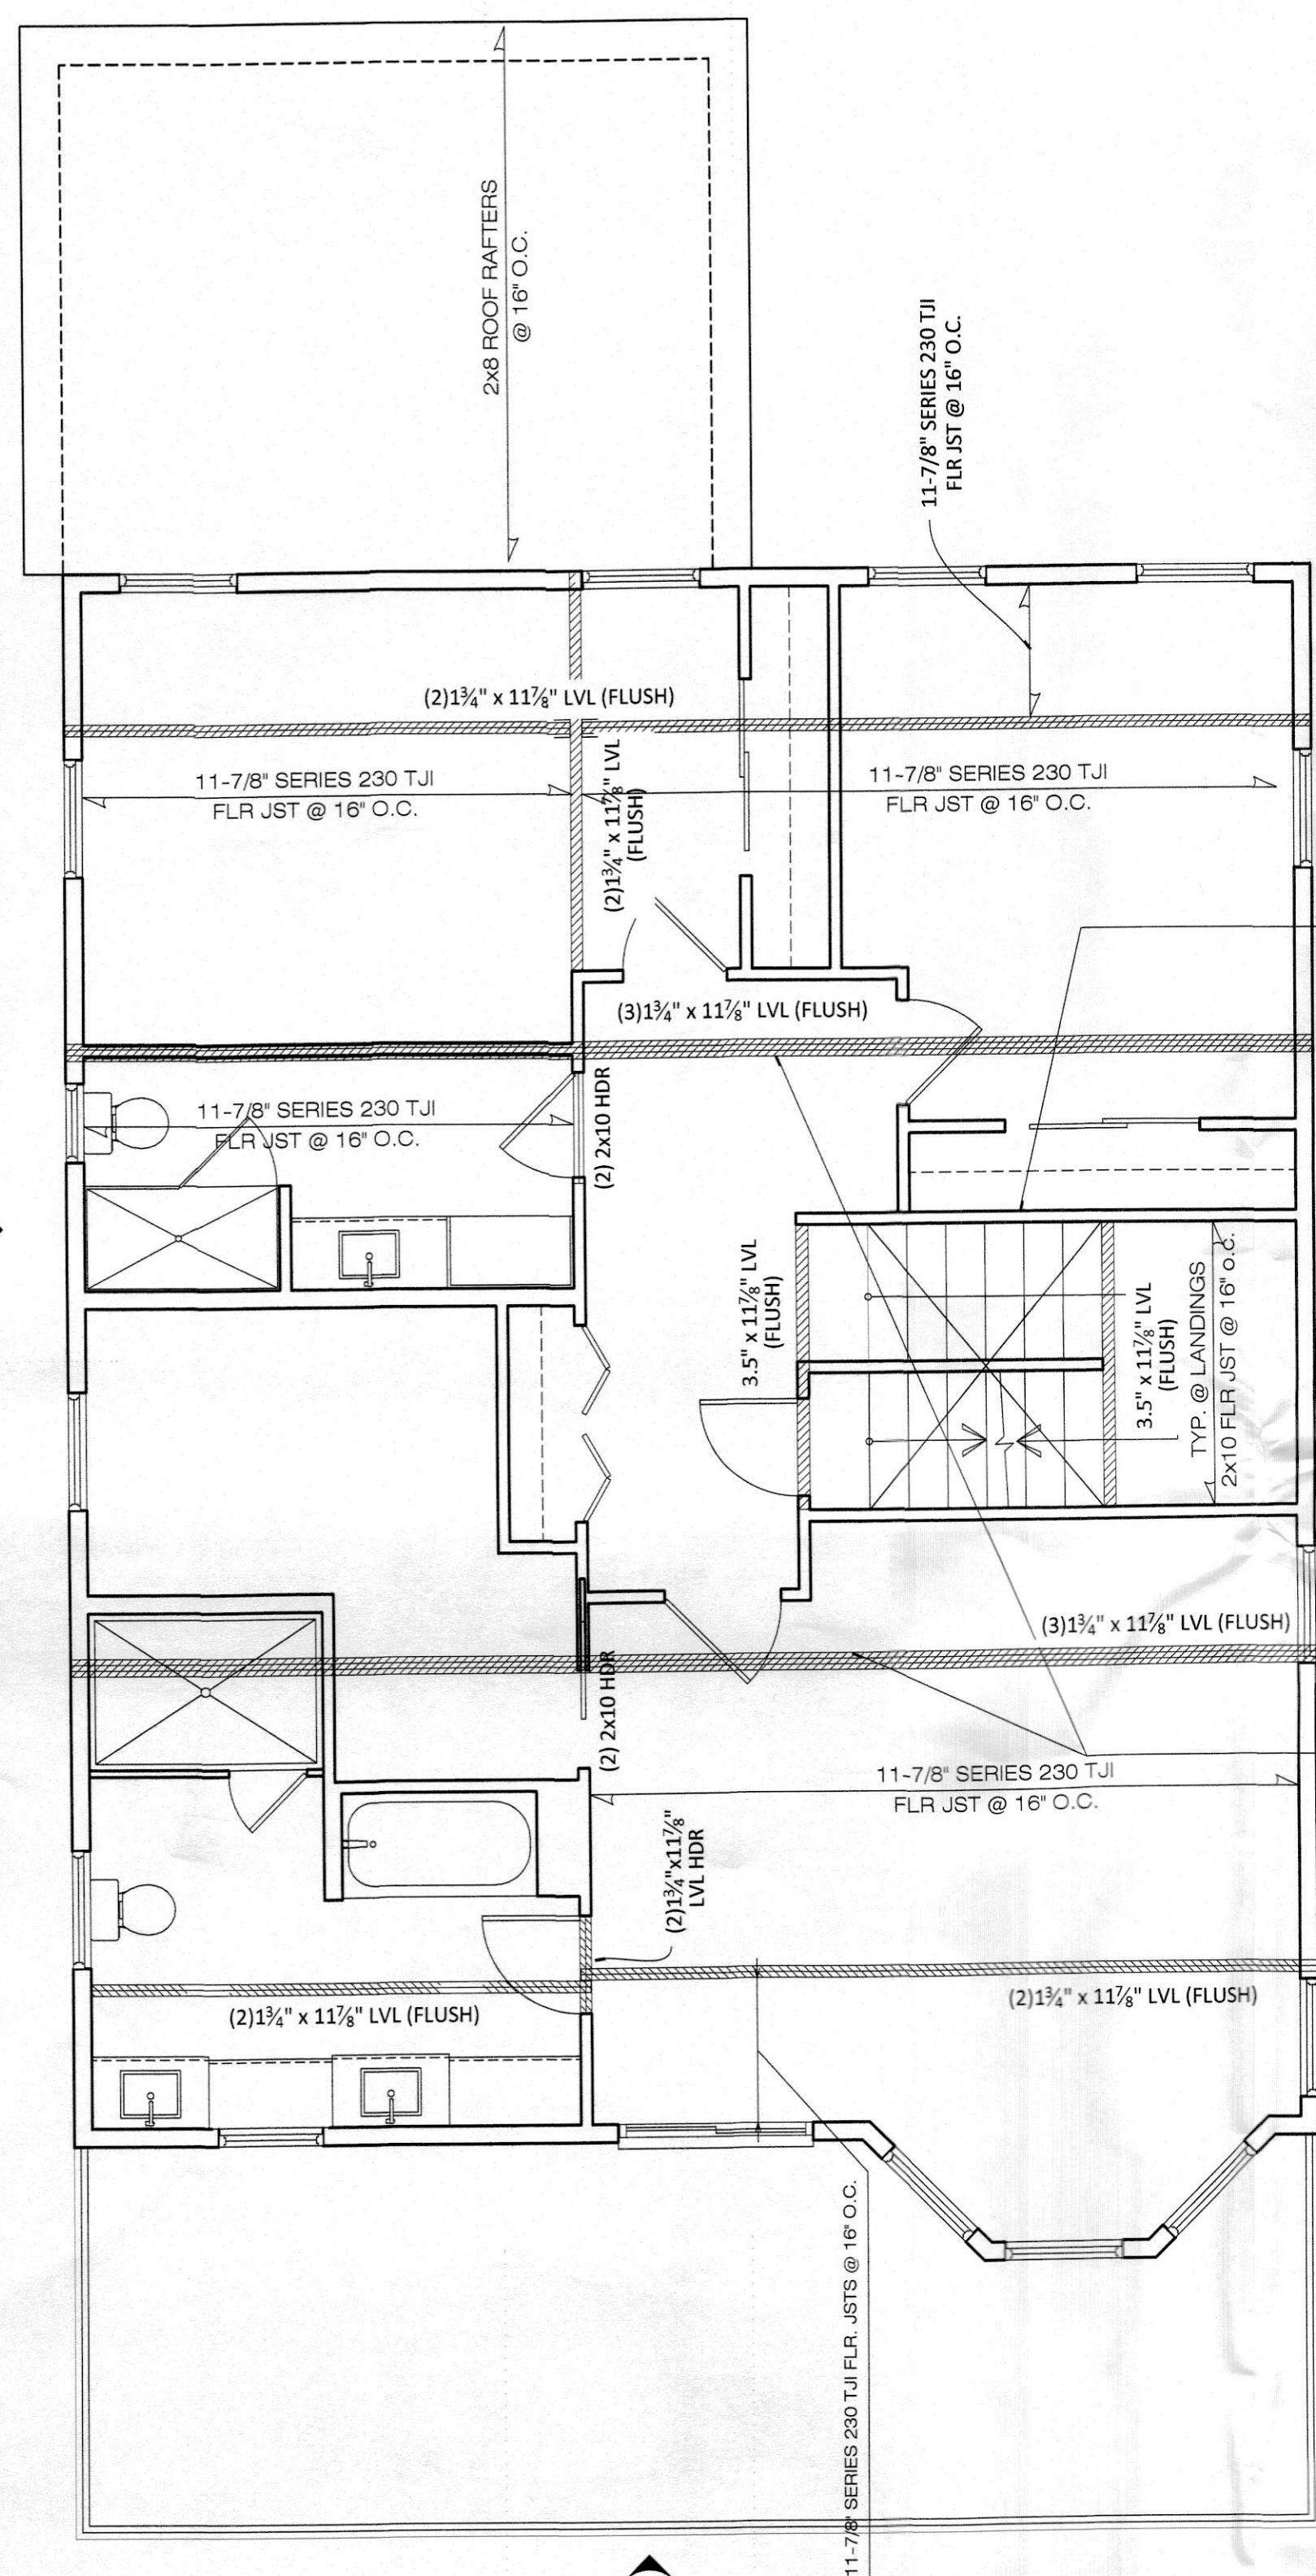 2x8 ROOF RAFTERS
@ 16" O.C.
11-7/8" SERIES 230 TJI
FLR JST @ 16" O.C.
(2)1¾" x 11⅞" LVL (FLUSH)
11-7/8" SERIES 230 TJI
FLR JST @ 16" O.C.
(2)1¾" x 11⅞" LVL
(FLUSH)
11-7/8" SERIES 230 TJI
FLR JST @ 16" O.C.
(3)1¾" x 11⅞" LVL (FLUSH)
11-7/8" SERIES 230 TJI
FLR JST @ 16" O.C.
(2) 2x10 HDR
3.5" x 11⅞" LVL
(FLUSH)
3.5" x 11⅞" LVL
(FLUSH)
TYP. @ LANDINGS
2x10 FLR JST @ 16" o.c.
(3)1¾" x 11⅞" LVL (FLUSH)
(2) 2x10 HDR
11-7/8" SERIES 230 TJI
FLR JST @ 16" O.C.
(2)1¾"x11⅞"
LVL HDR
(2)1¾" x 11⅞" LVL (FLUSH)
(2)1¾" x 11⅞" LVL (FLUSH)
11-7/8" SERIES 230 TJI FLR. JSTS @ 16" O.C.